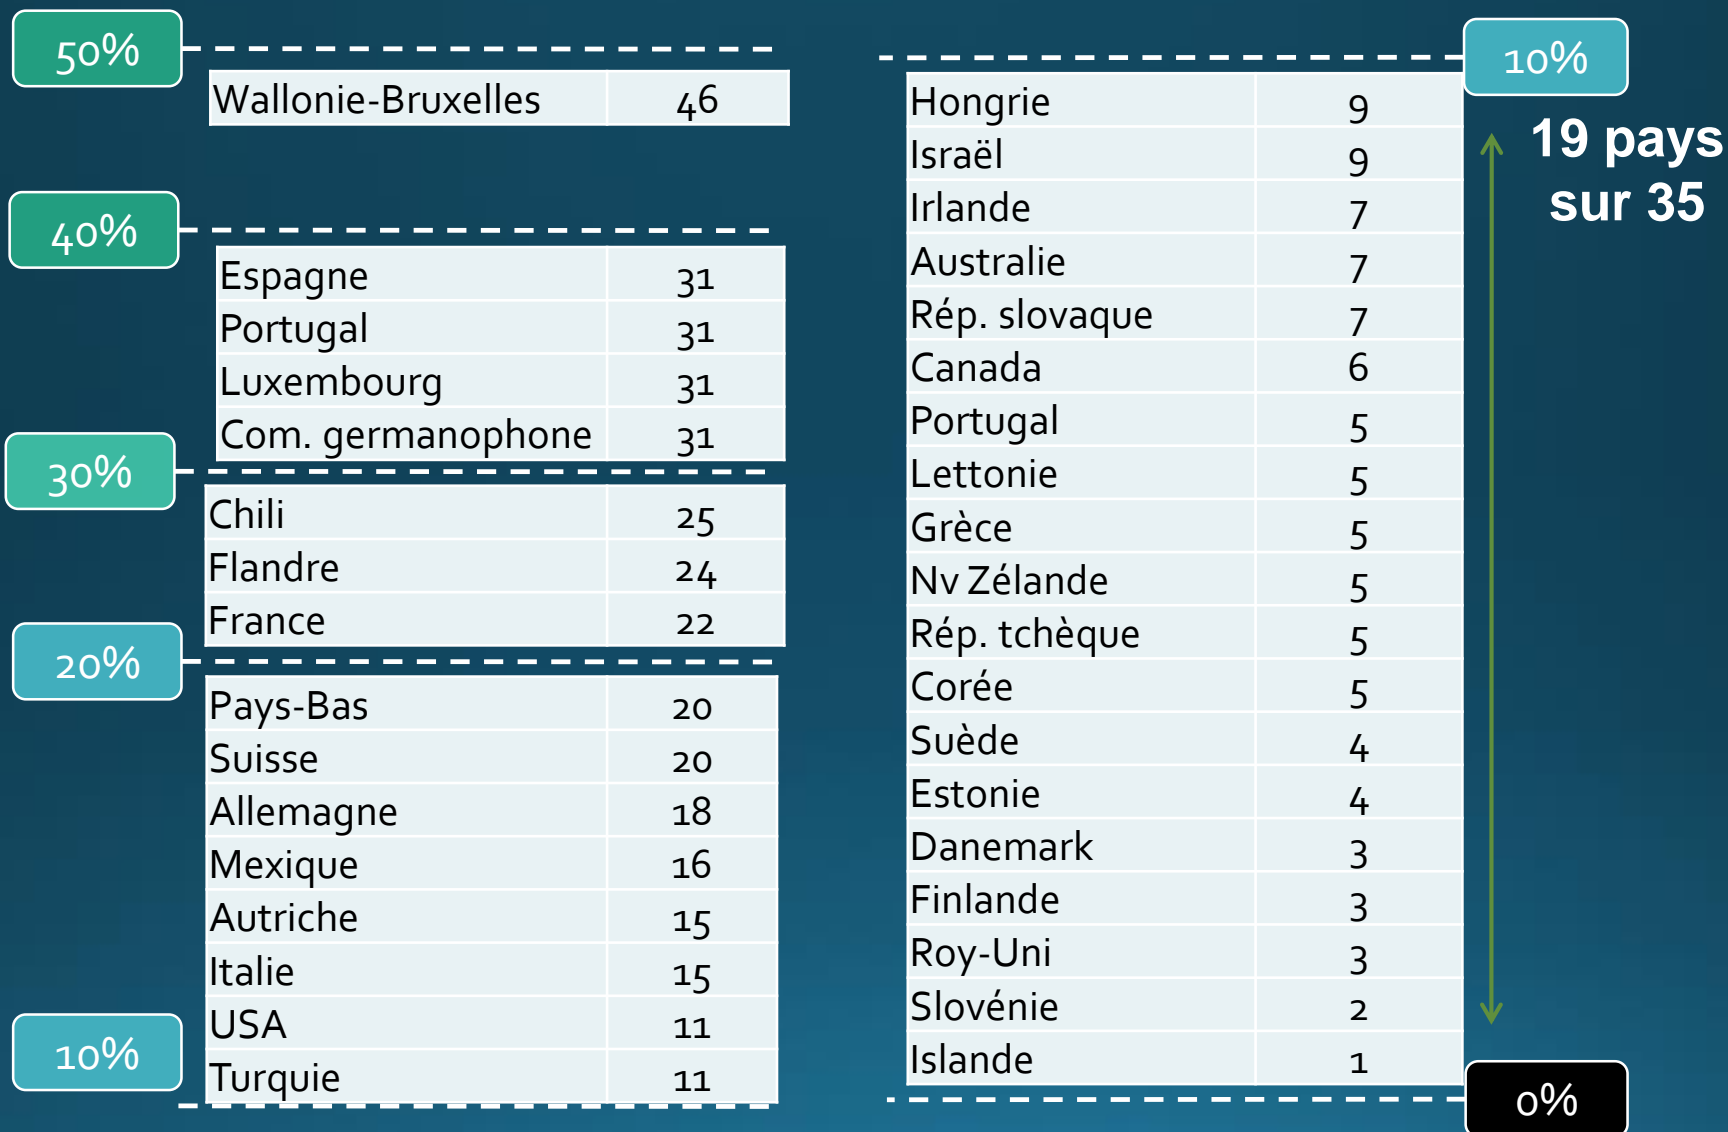 50%
Wallonie-Bruxelles 46
40%
Espagne 31
Portugal 31
Luxembourg 31
Com. germanophone 31
30%
Chili 25
Flandre 24
France 22
20%
Pays-Bas 20
Suisse 20
Allemagne 18
Mexique 16
Autriche 15
Italie 15
USA 11
10%
Turquie 11
10%
Hongrie 9
19 pays
sur 35
Israël 9
Irlande 7
Australie 7
Rép. slovaque 7
Canada 6
Portugal 5
Lettonie 5
Grèce 5
Nv Zélande 5
Rép. tchèque 5
Corée 5
Suède 4
Estonie 4
Danemark 3
Finlande 3
Roy-Uni 3
Slovénie 2
Islande 1
0%